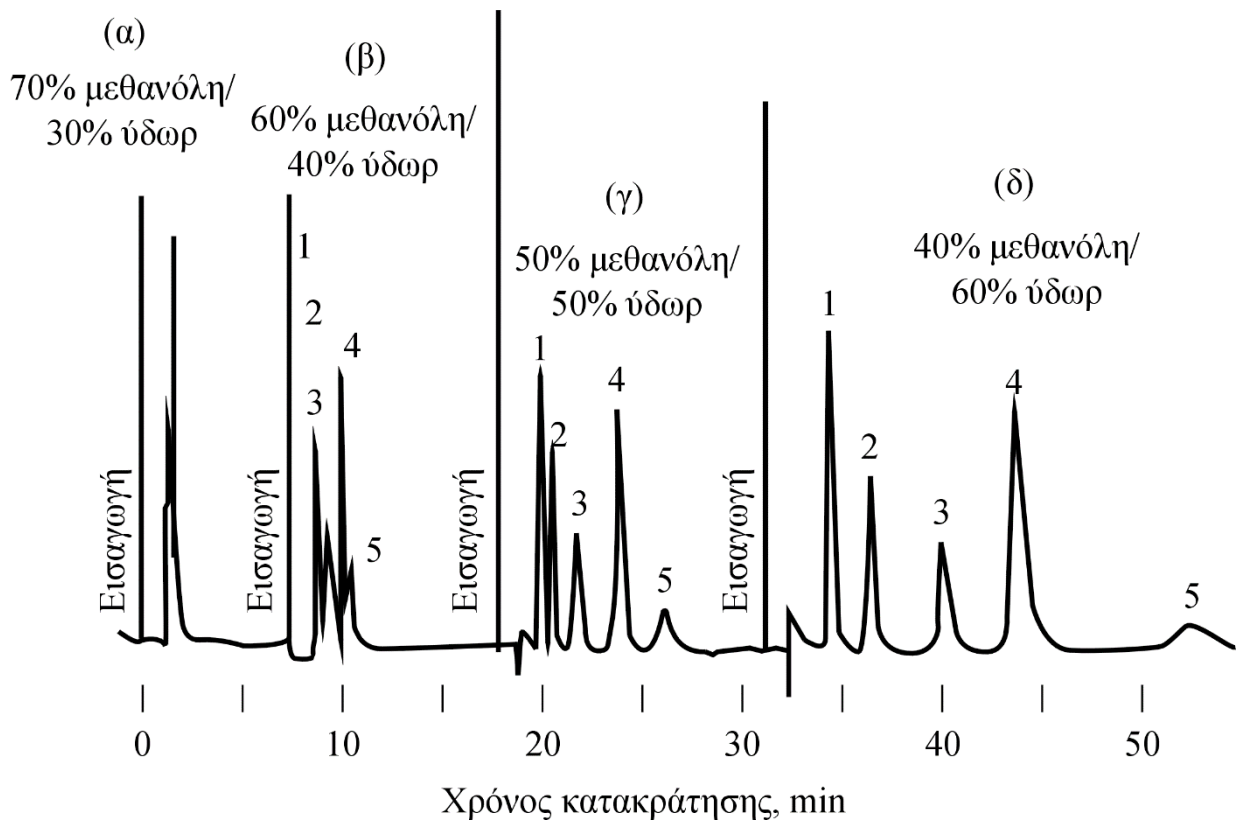 (α)
70% μεθανόλη/
30% ύδωρ
(β)
60% μεθανόλη/
40% ύδωρ
(γ)
50% μεθανόλη/
50% ύδωρ
(δ)
40% μεθανόλη/
60% ύδωρ
Εισαγωγή
Εισαγωγή
1
2
3
4
5
Εισαγωγή
1
2
3
4
5
Εισαγωγή
1
2
3
4
5
0 10 20 30 40 50
Χρόνος κατακράτησης, min